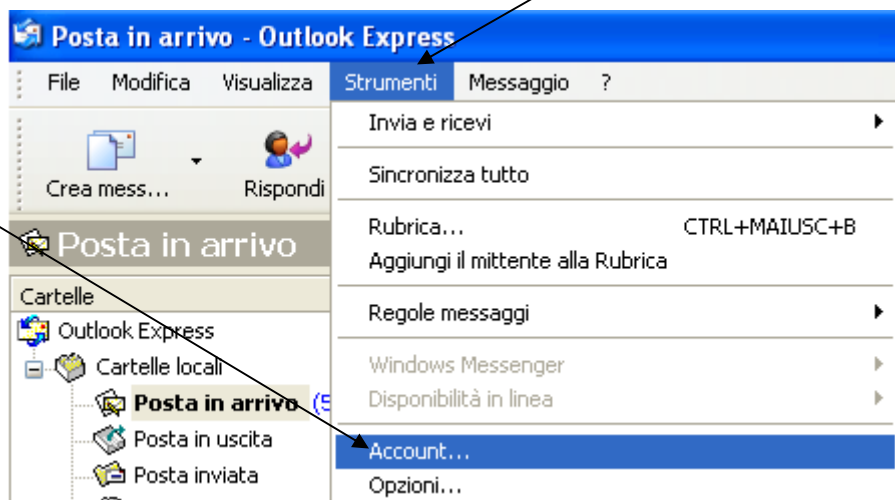 Posta in arrivo - Outlook Express
File Modifica Visualizza Strumenti Messaggio ?
Crea mess... Rispondi
Posta in arrivo
Cartelle
Outlook Express
Cartelle locali
Posta in arrivo (5
Posta in uscita
Posta inviata
Invia e ricevi
Sincronizza tutto
Rubrica... CTRL+MAIUSC+B
Aggiungi il mittente alla Rubrica
Regole messaggi
Windows Messenger
Disponibilità in linea
Account...
Opzioni...